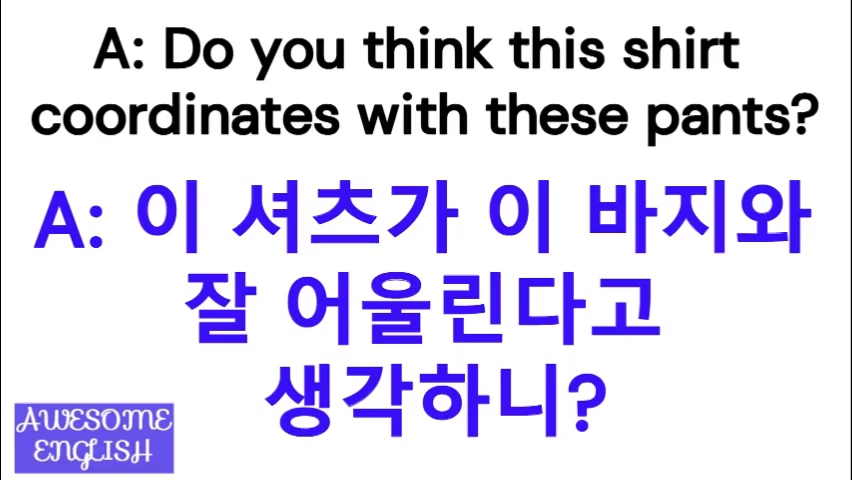 A: Do you think this shirt
coordinates with these pants?
A: 이 셔츠가 이 바지와
잘 어울린다고
생각하니?
AWESOME
ENGLISH